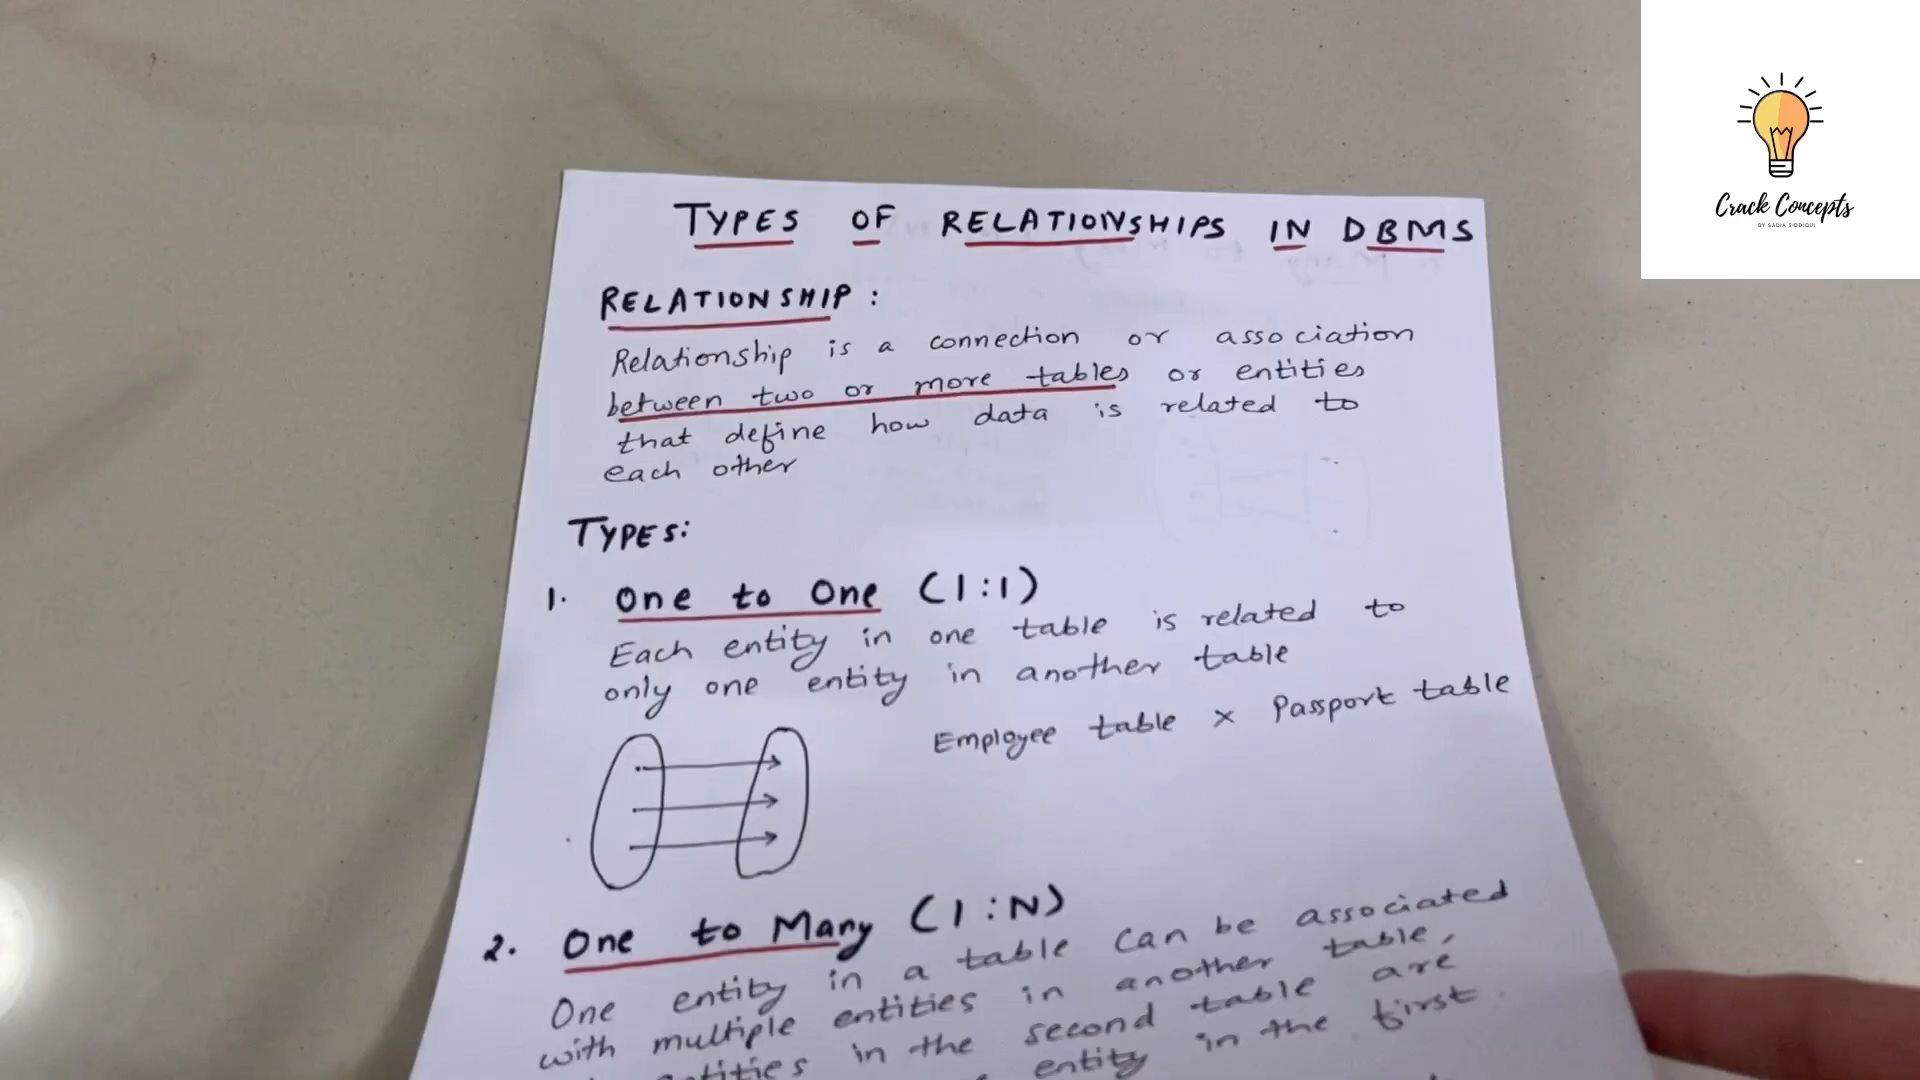 Crack Concepts
BY SADIA SIDDIQUI
TYPES OF RELATIONSHIPS IN DBMS
RELATIONSHIP:
Relationship is a connection or association
between two or more tables or entities
that define how data is related to
each other
TYPES:
1. One to One (1:1)
Each entity in one table is related to
only one entity in another table
Employee table x Passport table
2. One to Many (1:N)
One entity in a table can be associated
with multiple entities in another table,
in the second table are
entity in the first.